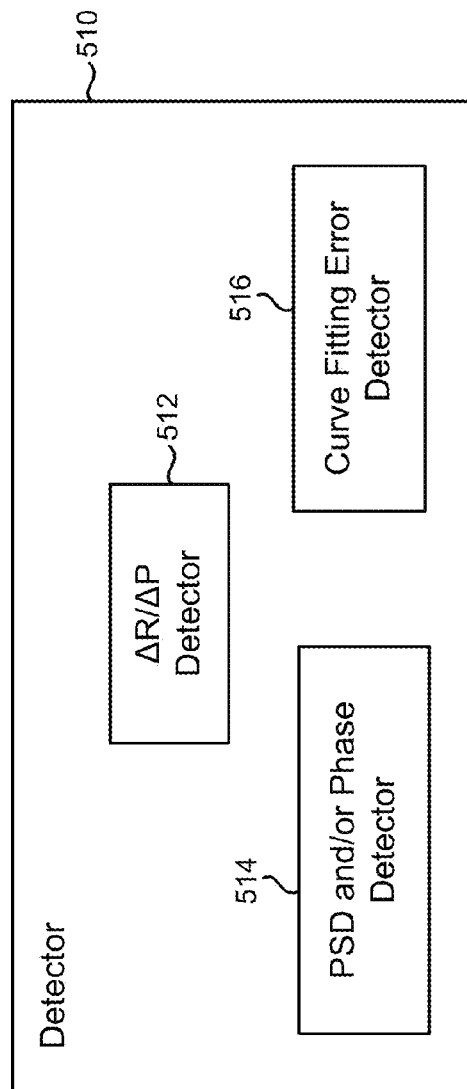 Detector
510
512
ΔR/ΔP
Detector
514
PSD and/or Phase
Detector
516
Curve Fitting Error
Detector